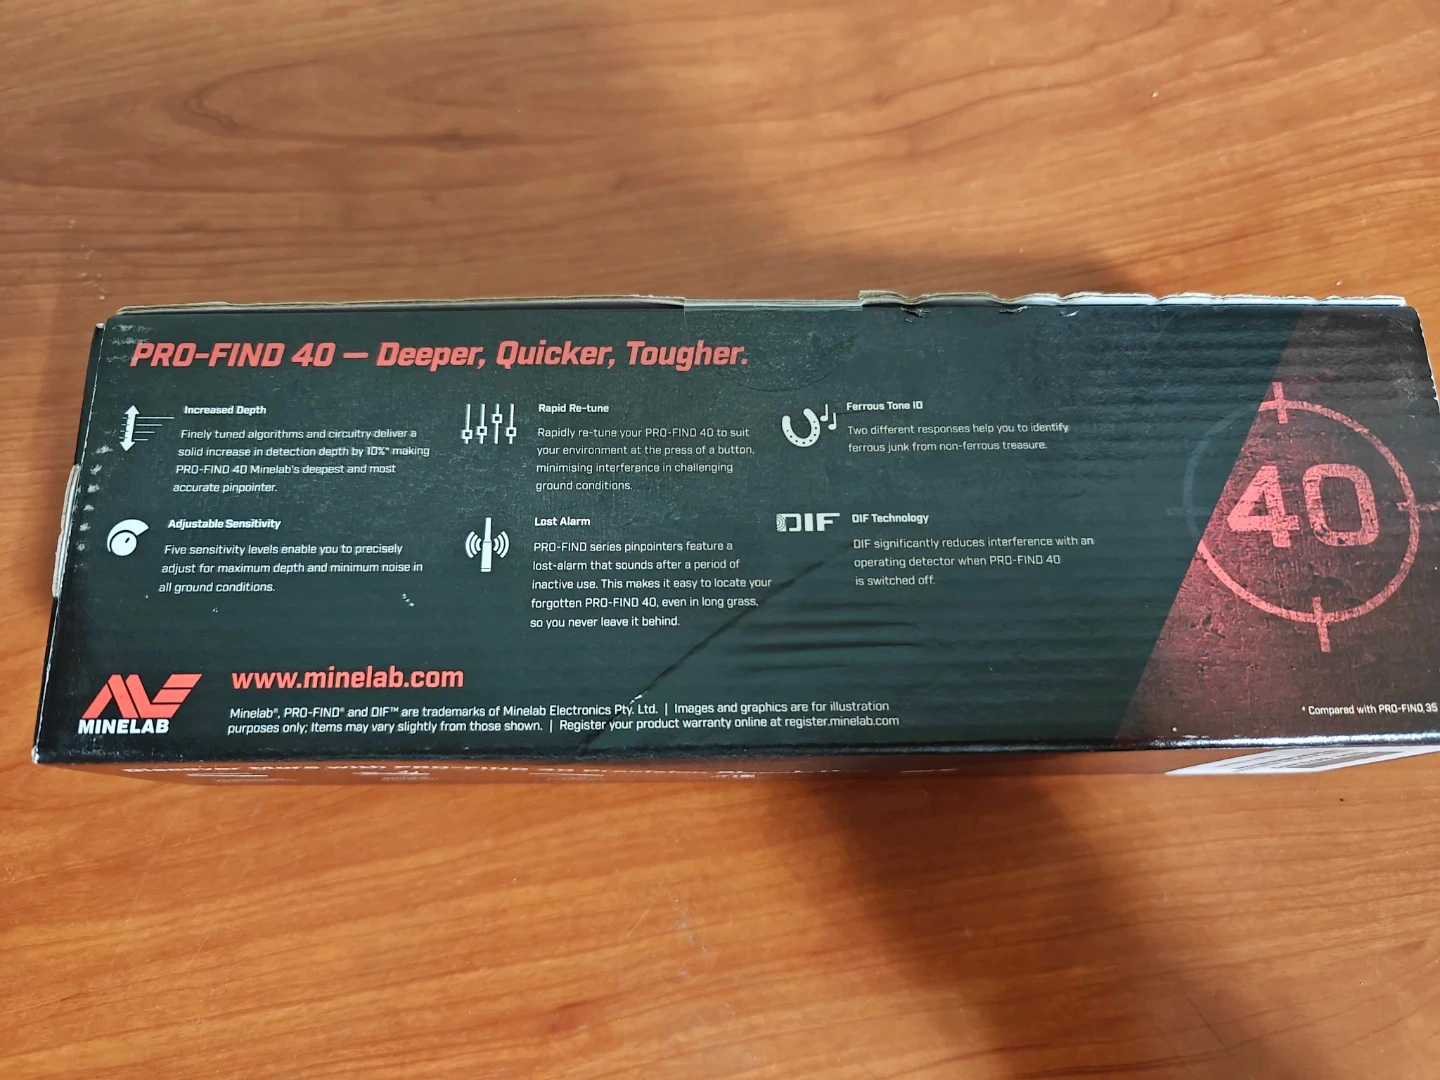 PRO-FIND 40 — Deeper, Quicker, Tougher.
Increased Depth
Finely tuned algorithms and circuitry deliver a
solid increase in detection depth by 10%* making
PRO-FIND 40 Minelab's deepest and most
accurate pinpointer.
Rapid Re-tune
Rapidly re-tune your PRO-FIND 40 to suit
your environment at the press of a button,
minimising interference in challenging
ground conditions.
Ferrous Tone ID
Two different responses help you to identify
ferrous junk from non-ferrous treasure.
Adjustable Sensitivity
Five sensitivity levels enable you to precisely
adjust for maximum depth and minimum noise in
all ground conditions.
Lost Alarm
PRO-FIND series pinpointers feature a
lost-alarm that sounds after a period of
inactive use. This makes it easy to locate your
forgotten PRO-FIND 40, even in long grass,
so you never leave it behind.
DIF
DIF Technology
DIF significantly reduces interference with an
operating detector when PRO-FIND 40
is switched off.
40
MINELAB
www.minelab.com
Minelab®, PRO-FIND® and DIF™ are trademarks of Minelab Electronics Pty. Ltd. | Images and graphics are for illustration
purposes only; Items may vary slightly from those shown. | Register your product warranty online at register.minelab.com
* Compared with PRO-FIND 35